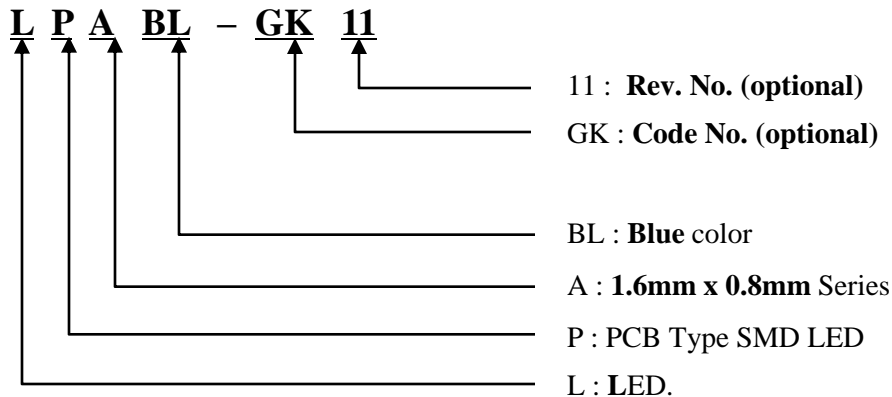 L P A BL – GK 11
11 : Rev. No. (optional)
GK : Code No. (optional)
BL : Blue color
A : 1.6mm x 0.8mm Series
P : PCB Type SMD LED
L : LED.